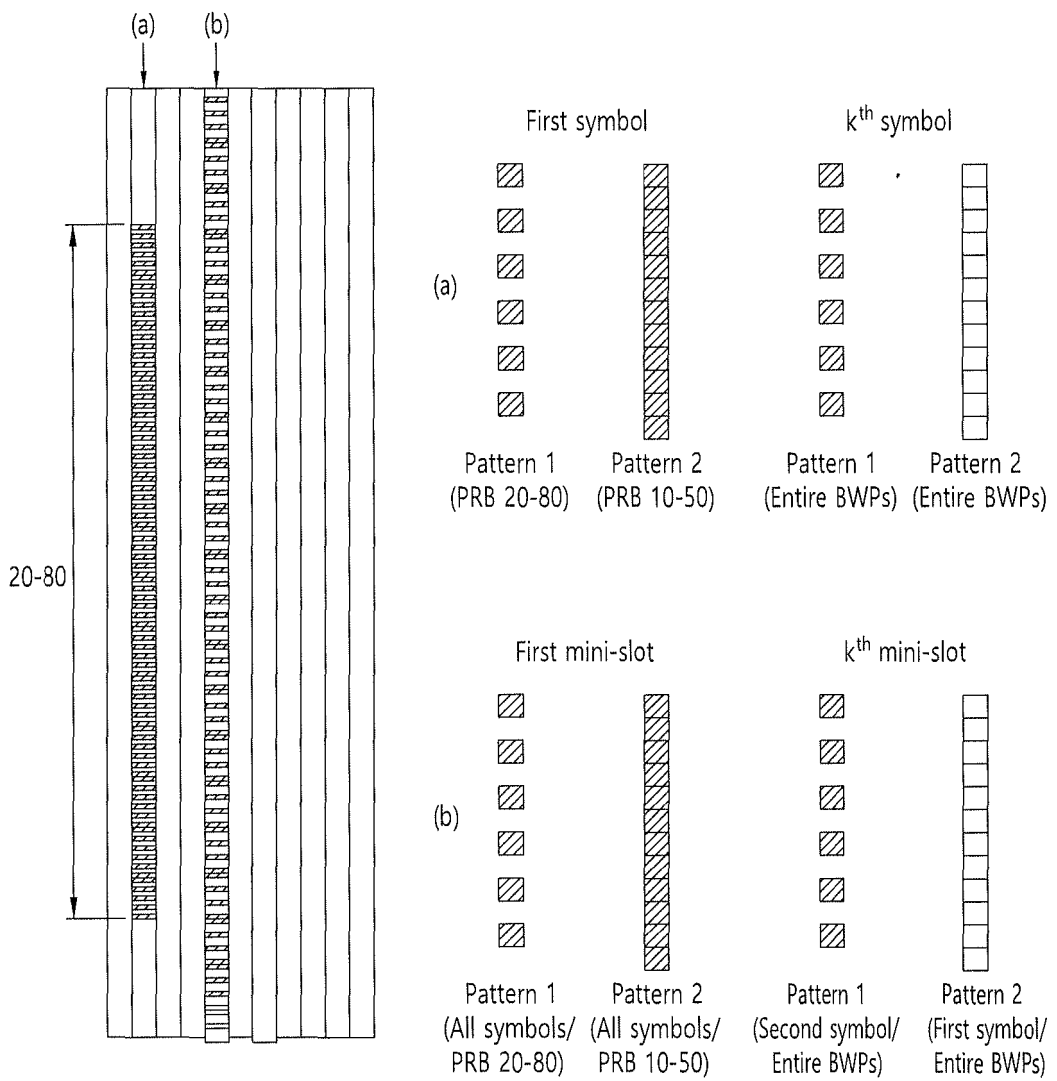 (a)
(b)
20-80
First symbol
kth symbol
(a)
Pattern 1
(PRB 20-80)
Pattern 2
(PRB 10-50)
Pattern 1
(Entire BWPs)
Pattern 2
(Entire BWPs)
First mini-slot
kth mini-slot
(b)
Pattern 1
(All symbols/
PRB 20-80)
Pattern 2
(All symbols/
PRB 10-50)
Pattern 1
(Second symbol/
Entire BWPs)
Pattern 2
(First symbol/
Entire BWPs)